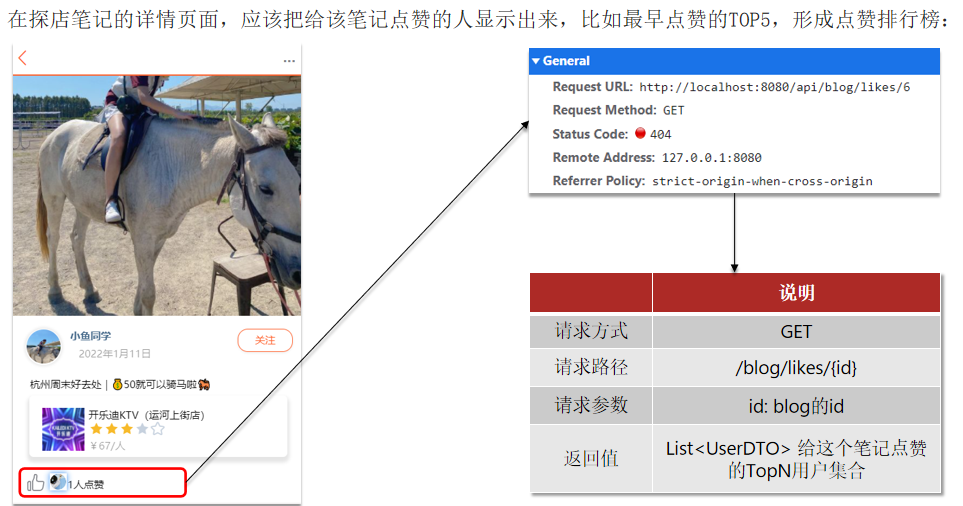 在探店笔记的详情页面，应该把给该笔记点赞的人显示出来，比如最早点赞的TOP5，形成点赞排行榜：
小鱼同学
2022年1月11日
关注
杭州周末好去处 | 💰50就可以骑马啦🐎
开乐迪KTV（运河上街店）
￥67/人
1人点赞
General
Request URL: http://localhost:8080/api/blog/likes/6
Request Method: GET
Status Code: 404
Remote Address: 127.0.0.1:8080
Referrer Policy: strict-origin-when-cross-origin
说明
请求方式 GET
请求路径 /blog/likes/{id}
请求参数 id: blog的id
返回值 List<UserDTO> 给这个笔记点赞
的TopN用户集合